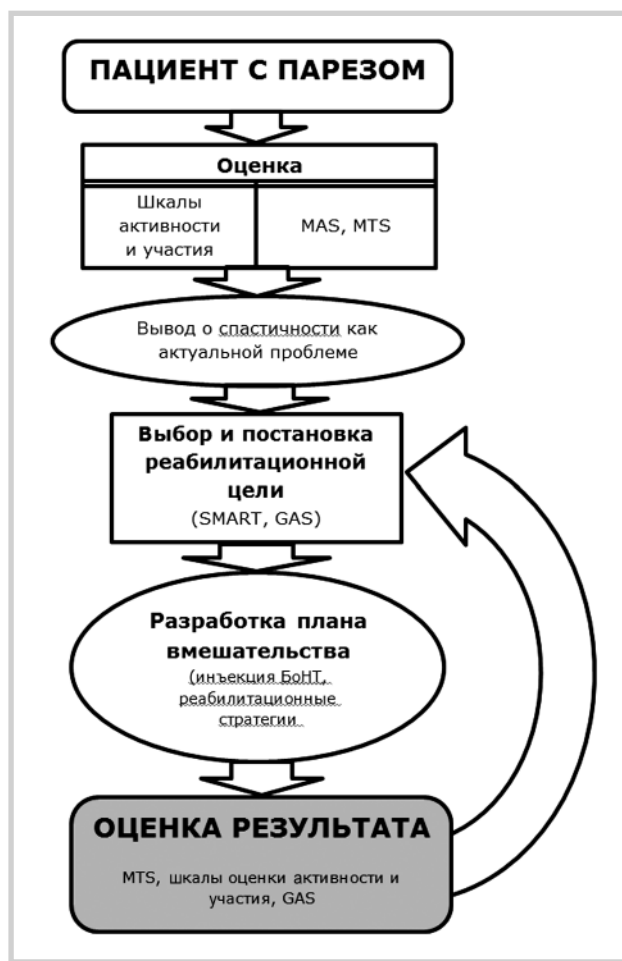 ПАЦИЕНТ С ПАРЕЗОМ
Оценка
Шкалы
активности
и участия
MAS, MTS
Вывод о спастичности как
актуальной проблеме
Выбор и постановка
реабилитационной
цели
(SMART, GAS)
Разработка плана
вмешательства
(инъекция БоНТ,
реабилитационные
стратегии
ОЦЕНКА РЕЗУЛЬТАТА
MTS, шкалы оценки активности и
участия, GAS